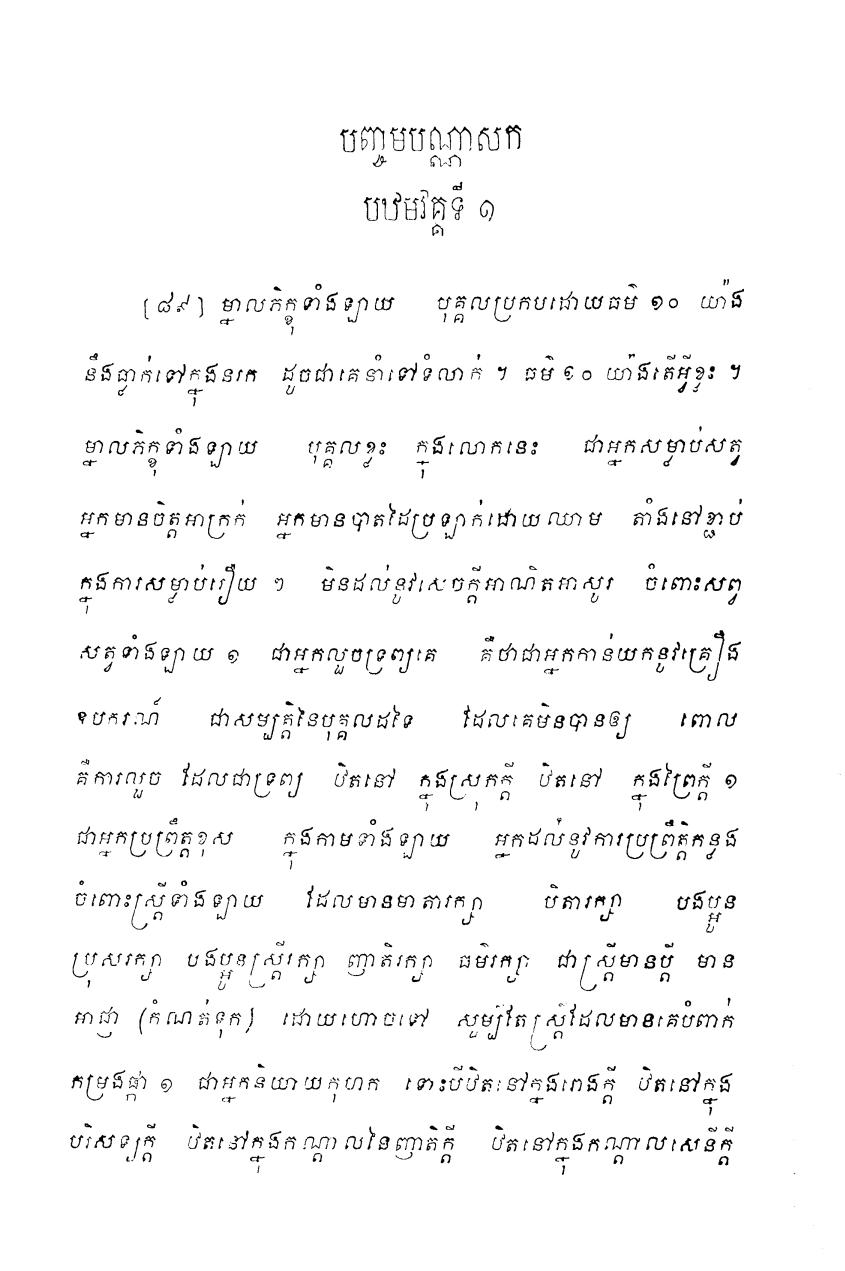 បញ្ចមបណ្ណាសក
បឋមវគ្គទី ១
[៨៩] ម្នាលភិក្ខុទាំងឡាយ បុគ្គលប្រកបដោយធម៌ ១០ យ៉ាង
នឹងធ្លាក់ទៅក្នុងនរក ដូចជាគេនាំទៅទំលាក់ ។ ធម៌ ១០ យ៉ាងតើអ្វីខ្លះ ។
ម្នាលភិក្ខុទាំងឡាយ បុគ្គលខ្លះ ក្នុងលោកនេះ ជាអ្នកសម្លាប់សត្វ
អ្នកមានចិត្តអាក្រក់ អ្នកមានបាតដៃប្រឡាក់ដោយឈាម តាំងនៅខ្ជាប់
ក្នុងការសម្លាប់រឿយ ៗ មិនដល់នូវសេចក្តីអាណិតអាសូរ ចំពោះសព្វ
សត្វទាំងឡាយ ១ ជាអ្នកលួចទ្រព្យគេ គឺថាជាអ្នកកាន់យកនូវគ្រឿង
ឧបករណ៍ ជាសម្បត្តិនៃបុគ្គលដទៃ ដែលគេមិនបានឲ្យ ពោល
គឺការលួច ដែលជាទ្រព្យ ឋិតនៅ ក្នុងស្រុកក្តី ឋិតនៅ ក្នុងព្រៃក្តី ១
ជាអ្នកប្រព្រឹត្តខុស ក្នុងកាមទាំងឡាយ អ្នកដល់នូវការប្រព្រឹត្តិកន្លង
ចំពោះស្ត្រីទាំងឡាយ ដែលមានមាតារក្សា បិតារក្សា បងប្អូន
ប្រុសរក្សា បងប្អូនស្ត្រីរក្សា ញាតិរក្សា ធម៌រក្សា ជាស្ត្រីមានប្តី មាន
អាជ្ញា (កំណត់ទុក) ដោយហោចទៅ សូម្បីតែស្ត្រីដែលមានគេបំពាក់
កម្រងផ្កា ១ ជាអ្នកនិយាយកុហក ទោះបីឋិតនៅក្នុងរោងក្តី ឋិតនៅក្នុង
បរិសទ្យក្តី ឋិតនៅក្នុងកណ្តាលនៃញាតិក្តី ឋិតនៅក្នុងកណ្តាលសេនីក្តី